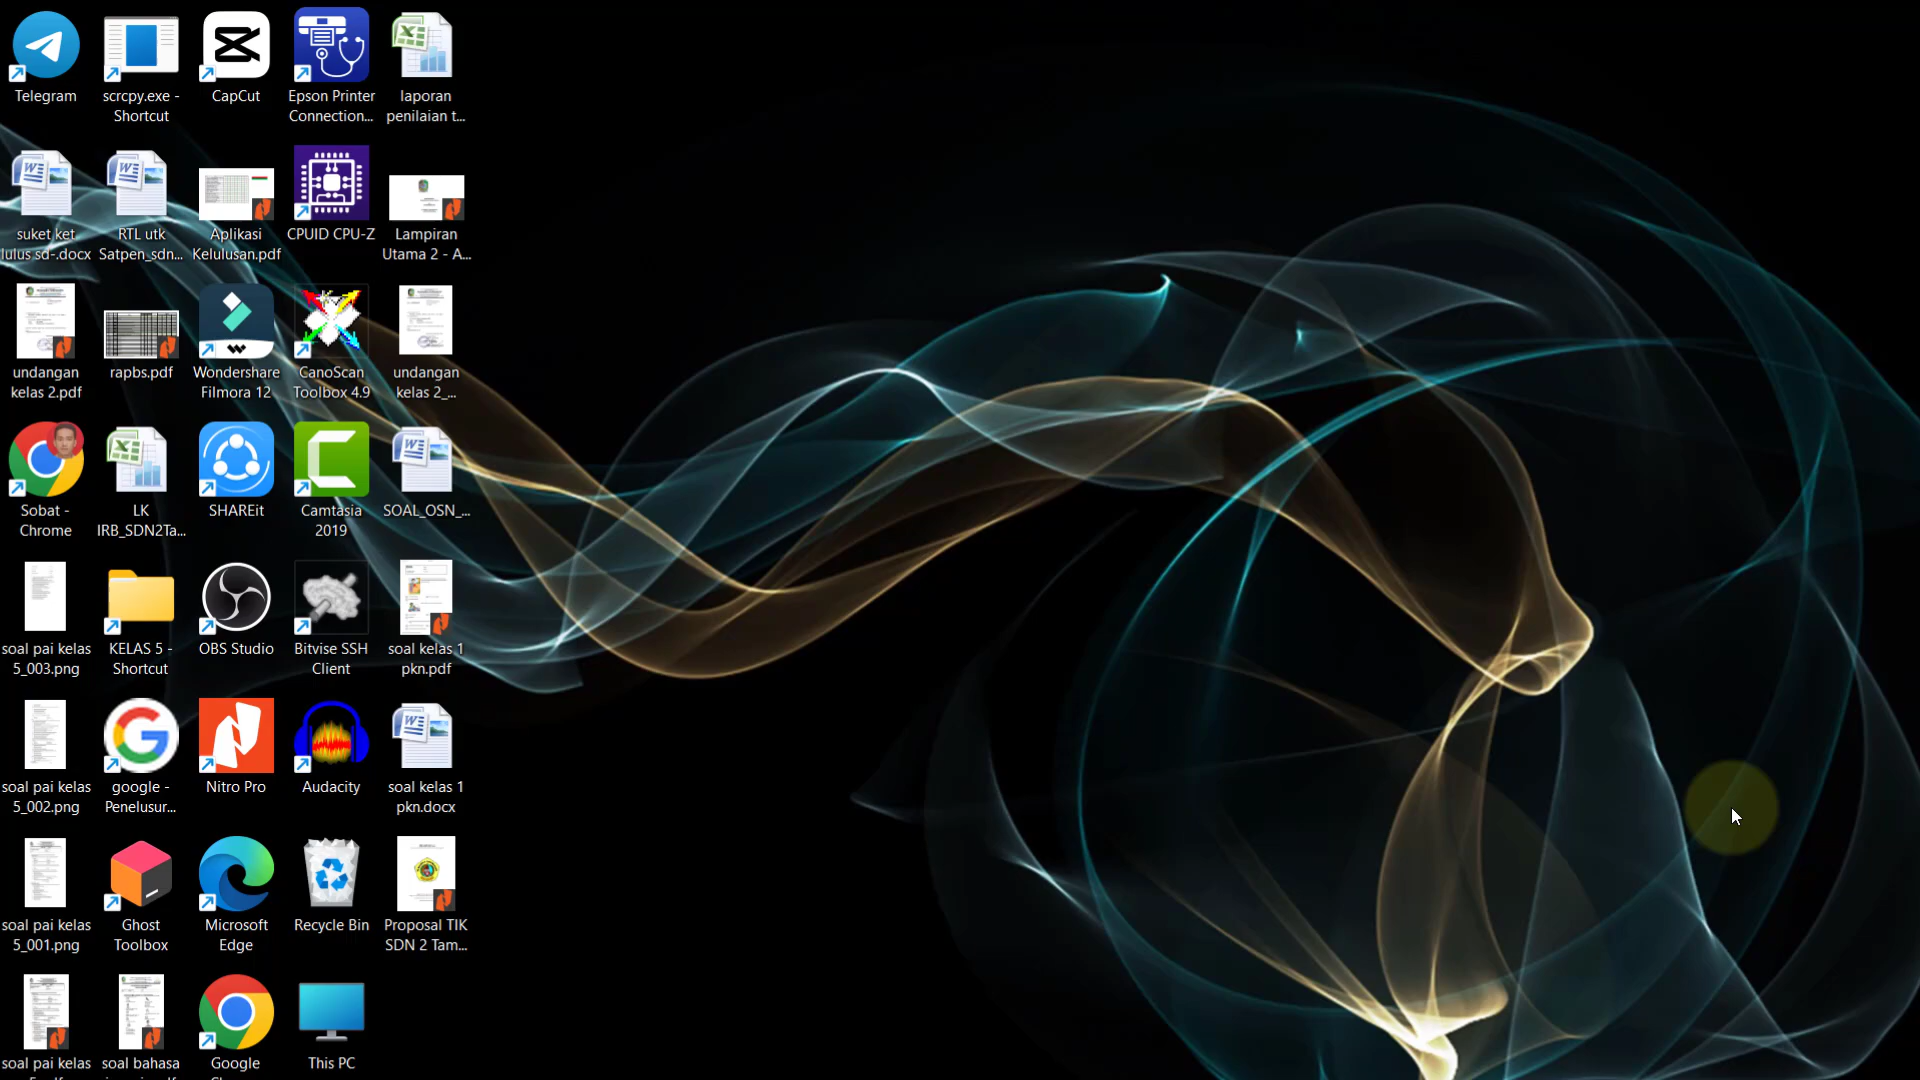 Telegram
scrcpy.exe -
Shortcut
CapCut
Epson Printer
Connection...
laporan
penilaian t...
suket ket
lulus sd-.docx
RTL utk
Satpen_sdn...
Aplikasi
Kelulusan.pdf
CPUID CPU-Z
Lampiran
Utama 2 - A...
undangan
kelas 2.pdf
rapbs.pdf
Wondershare
Filmora 12
CanoScan
Toolbox 4.9
undangan
kelas 2_...
Sobat -
Chrome
LK
IRB_SDN2Ta...
SHAREit
Camtasia
2019
SOAL_OSN_...
soal pai kelas
5_003.png
KELAS 5 -
Shortcut
OBS Studio
Bitvise SSH
Client
soal kelas 1
pkn.pdf
soal pai kelas
5_002.png
google -
Penelusur...
Nitro Pro
Audacity
soal kelas 1
pkn.docx
soal pai kelas
5_001.png
Ghost
Toolbox
Microsoft
Edge
Recycle Bin
Proposal TIK
SDN 2 Tam...
soal pai kelas
soal bahasa
Google
This PC